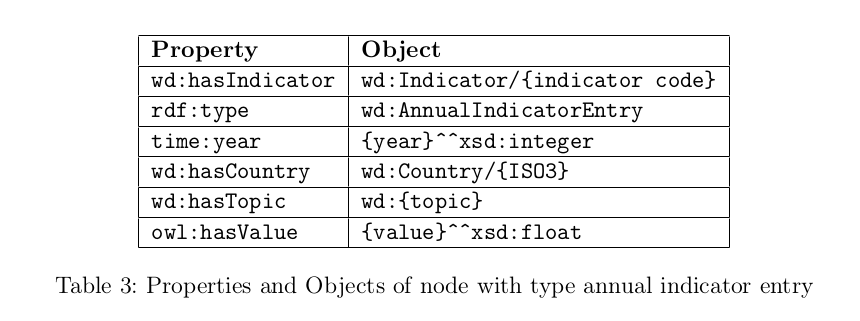 Property Object
wd:hasIndicator wd:Indicator/{indicator code}
rdf:type wd:AnnualIndicatorEntry
time:year {year}^^xsd:integer
wd:hasCountry wd:Country/{ISO3}
wd:hasTopic wd:{topic}
owl:hasValue {value}^^xsd:float
Table 3: Properties and Objects of node with type annual indicator entry